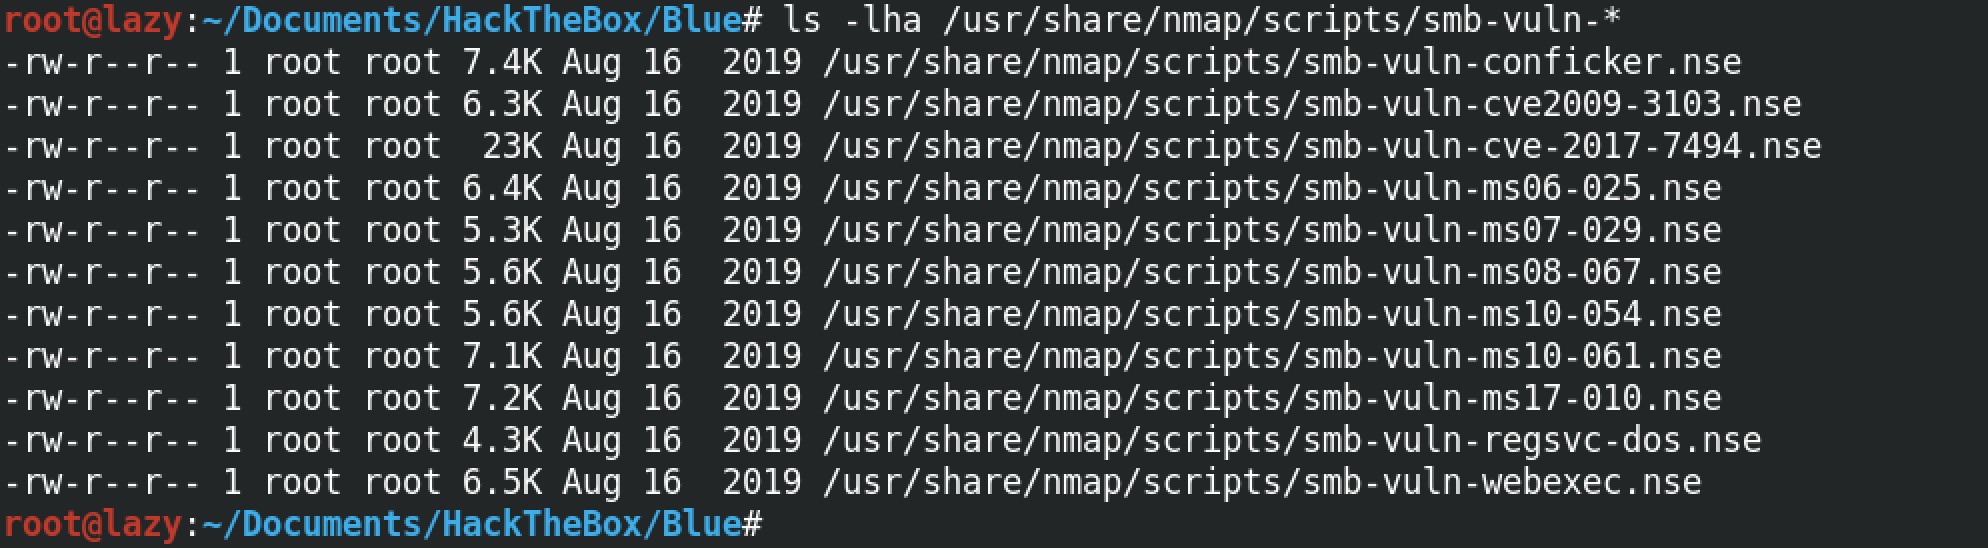 root@lazy:~/Documents/HackTheBox/Blue# ls -lha /usr/share/nmap/scripts/smb-vuln-*
-rw-r--r-- 1 root root 7.4K Aug 16  2019 /usr/share/nmap/scripts/smb-vuln-conficker.nse
-rw-r--r-- 1 root root 6.3K Aug 16  2019 /usr/share/nmap/scripts/smb-vuln-cve2009-3103.nse
-rw-r--r-- 1 root root  23K Aug 16  2019 /usr/share/nmap/scripts/smb-vuln-cve-2017-7494.nse
-rw-r--r-- 1 root root 6.4K Aug 16  2019 /usr/share/nmap/scripts/smb-vuln-ms06-025.nse
-rw-r--r-- 1 root root 5.3K Aug 16  2019 /usr/share/nmap/scripts/smb-vuln-ms07-029.nse
-rw-r--r-- 1 root root 5.6K Aug 16  2019 /usr/share/nmap/scripts/smb-vuln-ms08-067.nse
-rw-r--r-- 1 root root 5.6K Aug 16  2019 /usr/share/nmap/scripts/smb-vuln-ms10-054.nse
-rw-r--r-- 1 root root 7.1K Aug 16  2019 /usr/share/nmap/scripts/smb-vuln-ms10-061.nse
-rw-r--r-- 1 root root 7.2K Aug 16  2019 /usr/share/nmap/scripts/smb-vuln-ms17-010.nse
-rw-r--r-- 1 root root 4.3K Aug 16  2019 /usr/share/nmap/scripts/smb-vuln-regsvc-dos.nse
-rw-r--r-- 1 root root 6.5K Aug 16  2019 /usr/share/nmap/scripts/smb-vuln-webexec.nse
root@lazy:~/Documents/HackTheBox/Blue#